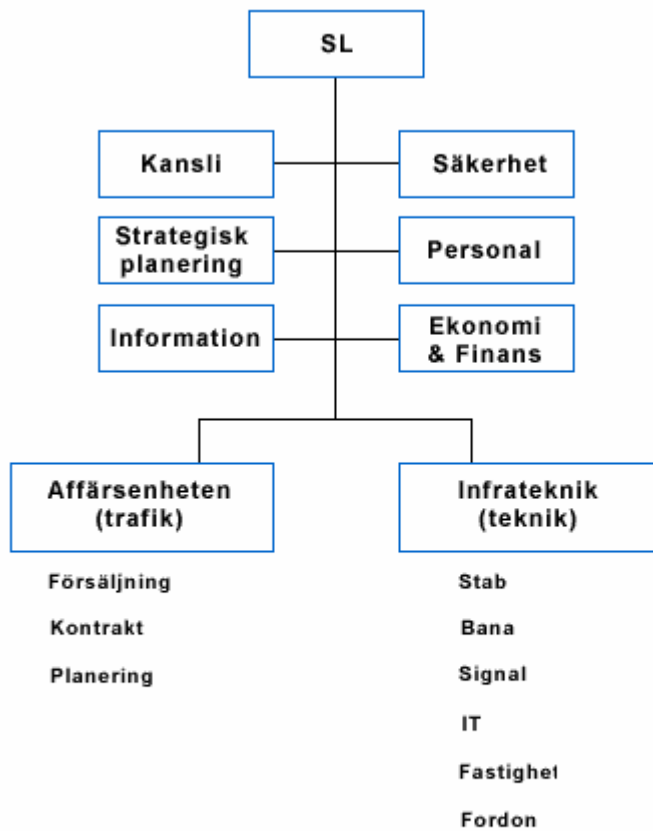 SL
Kansli
Säkerhet
Strategisk
planering
Personal
Information
Ekonomi
& Finans
Affärsenheten
(trafik)
Infrateknik
(teknik)
Försäljning
Kontrakt
Planering
Stab
Bana
Signal
IT
Fastighet
Fordon